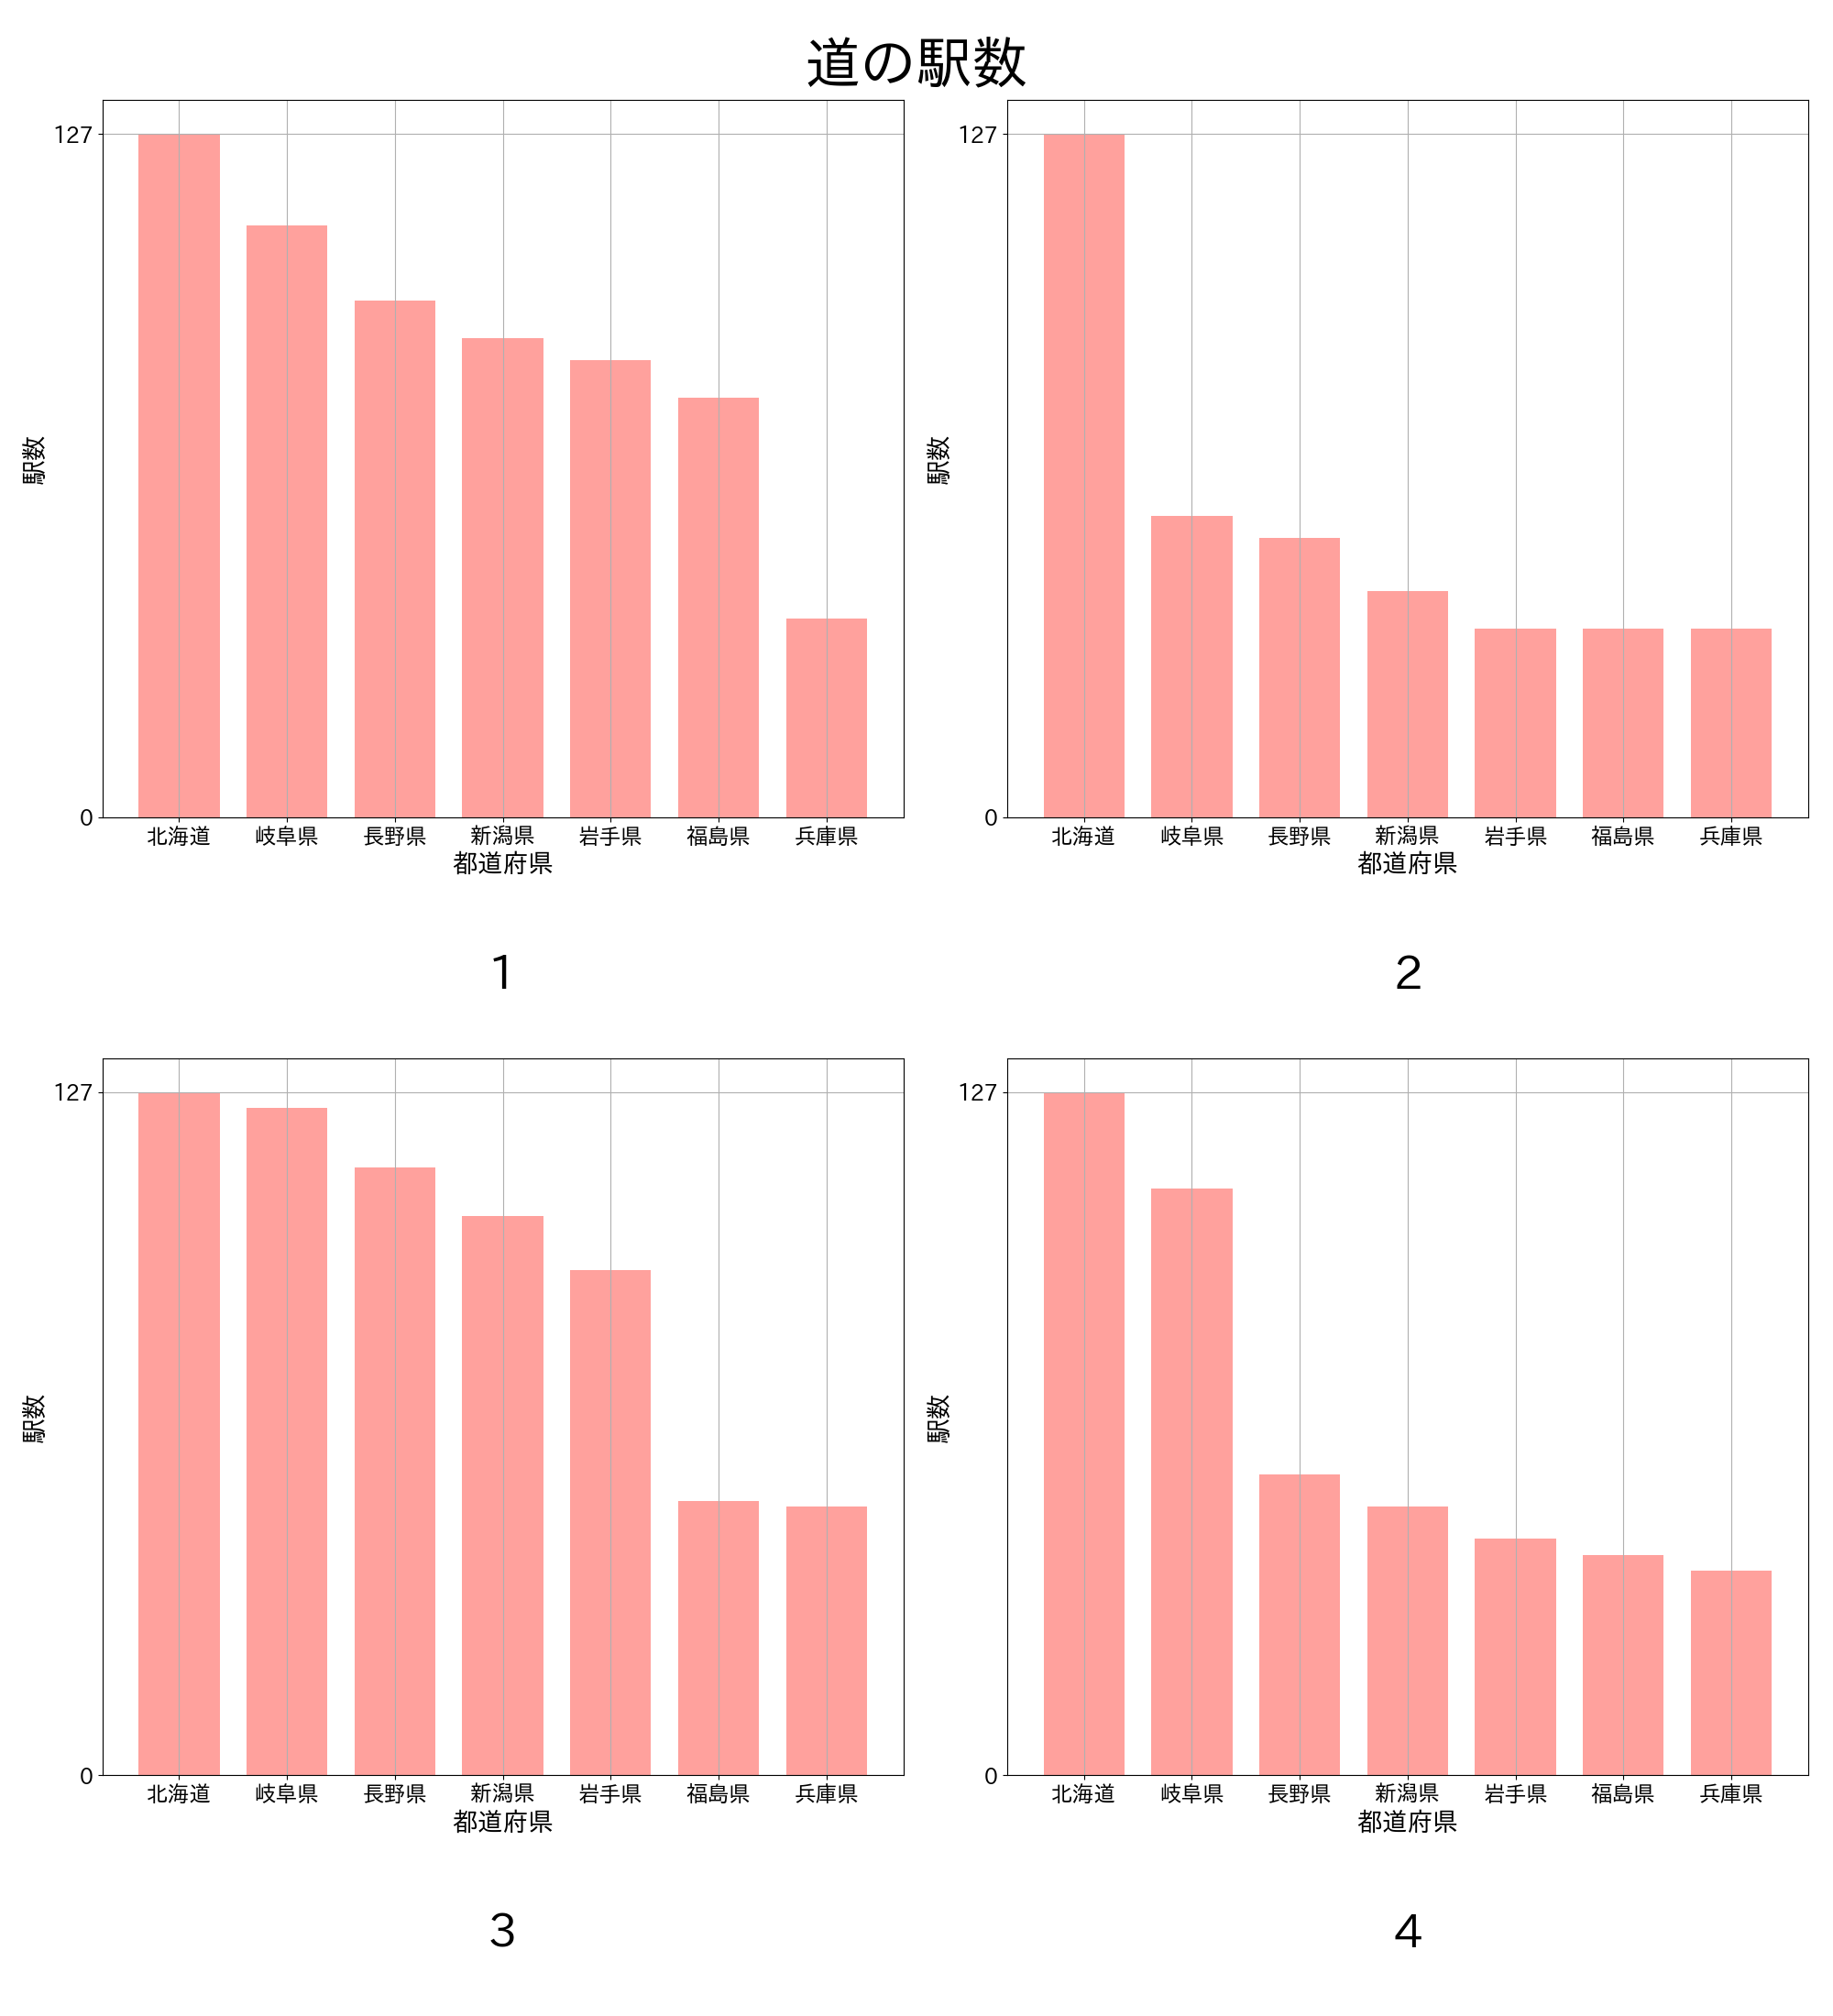 道の駅数
127
0
駅数
北海道 岐阜県 長野県 新潟県 岩手県 福島県 兵庫県
都道府県
1
127
0
駅数
北海道 岐阜県 長野県 新潟県 岩手県 福島県 兵庫県
都道府県
2
127
0
駅数
北海道 岐阜県 長野県 新潟県 岩手県 福島県 兵庫県
都道府県
3
127
0
駅数
北海道 岐阜県 長野県 新潟県 岩手県 福島県 兵庫県
都道府県
4